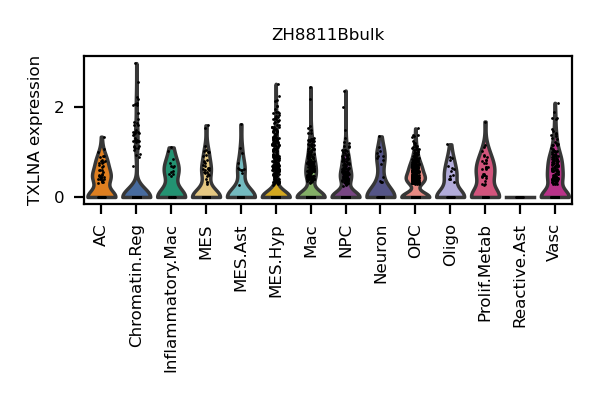 ZH8811Bbulk
TXLNA expression
2
0
AC
Chromatin.Reg
Inflammatory.Mac
MES
MES.Ast
MES.Hyp
Mac
NPC
Neuron
OPC
Oligo
Prolif.Metab
Reactive.Ast
Vasc